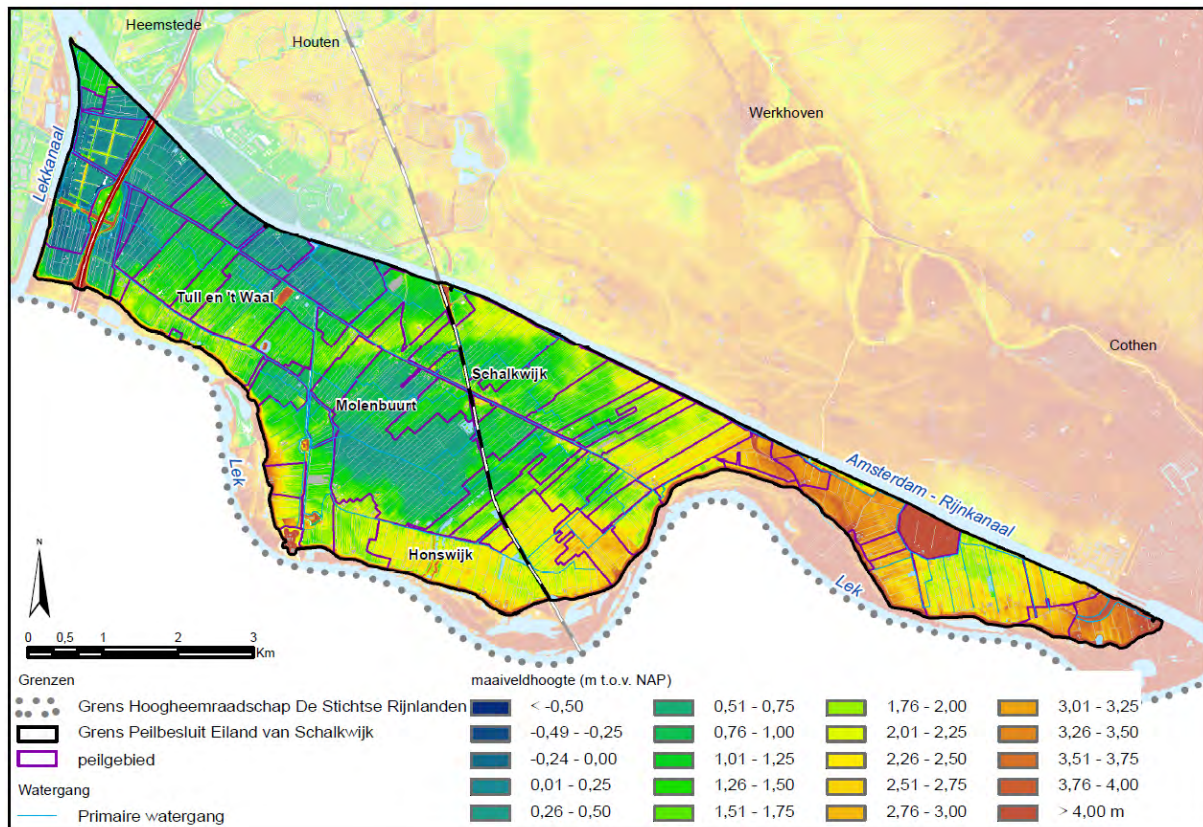 Heemstede
Houten
Werkhoven
Lekkanaal
Tull en 't Waal
Cothen
Schalkwijk
Molenbuurt
Amsterdam - Rijnkanaal
Lek
Honswijk
Lek
N
0 0,5 1 2 3
Km
Grenzen
Grens Hoogheemraadschap De Stichtse Rijnlanden
Grens Peilbesluit Eiland van Schalkwijk
peilgebied
Watergang
Primaire watergang
maaiveldhoogte (m t.o.v. NAP)
< -0,50
-0,49 - -0,25
-0,24 - 0,00
0,01 - 0,25
0,26 - 0,50
0,51 - 0,75
0,76 - 1,00
1,01 - 1,25
1,26 - 1,50
1,51 - 1,75
1,76 - 2,00
2,01 - 2,25
2,26 - 2,50
2,51 - 2,75
2,76 - 3,00
3,01 - 3,25
3,26 - 3,50
3,51 - 3,75
3,76 - 4,00
> 4,00 m